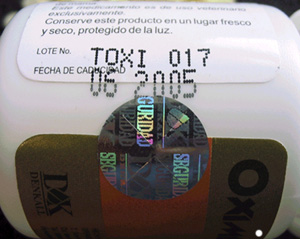 Este medicamento es de uso veterinario
exclusivamente.
Conserve este producto en un lugar fresco
y seco, protegido de la luz.
LOTE No. TOXI 017
FECHA DE CADUCIDAD 06 2005
SEGURIDAD
SEGURIDAD
DENKALL